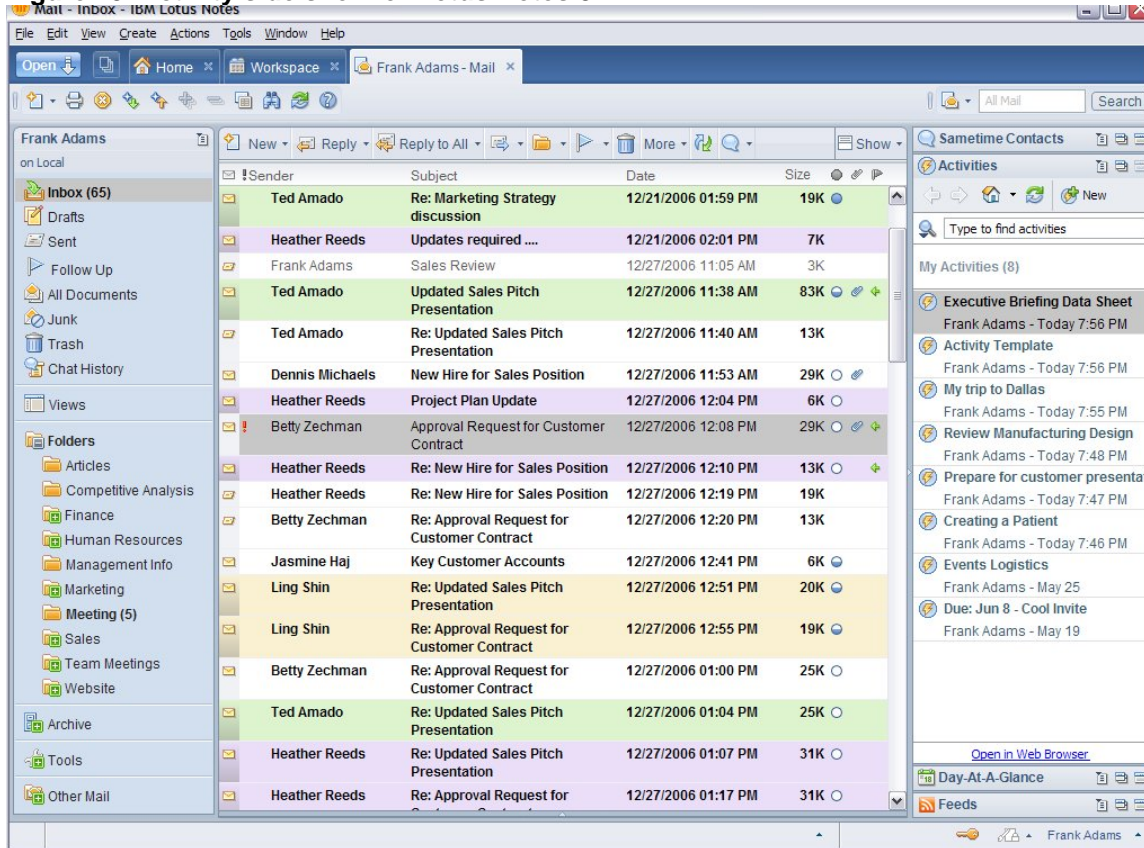 Mail - Inbox - IBM Lotus Notes
File Edit View Create Actions Tools Window Help
Open Home Workspace Frank Adams - Mail
All Mail Search
Frank Adams
on Local
Inbox (65)
Drafts
Sent
Follow Up
All Documents
Junk
Trash
Chat History
Views
Folders
Articles
Competitive Analysis
Finance
Human Resources
Management Info
Marketing
Meeting (5)
Sales
Team Meetings
Website
Archive
Tools
Other Mail
New Reply Reply to All More Show
! Sender Subject Date Size
Ted Amado Re: Marketing Strategy 12/21/2006 01:59 PM 19K
discussion
Heather Reeds Updates required .... 12/21/2006 02:01 PM 7K
Frank Adams Sales Review 12/27/2006 11:05 AM 3K
Ted Amado Updated Sales Pitch 12/27/2006 11:38 AM 83K
Presentation
Ted Amado Re: Updated Sales Pitch 12/27/2006 11:40 AM 13K
Presentation
Dennis Michaels New Hire for Sales Position 12/27/2006 11:53 AM 29K
Heather Reeds Project Plan Update 12/27/2006 12:04 PM 6K
! Betty Zechman Approval Request for Customer 12/27/2006 12:08 PM 29K
Contract
Heather Reeds Re: New Hire for Sales Position 12/27/2006 12:10 PM 13K
Heather Reeds Re: New Hire for Sales Position 12/27/2006 12:19 PM 19K
Betty Zechman Re: Approval Request for 12/27/2006 12:20 PM 13K
Customer Contract
Jasmine Haj Key Customer Accounts 12/27/2006 12:41 PM 6K
Ling Shin Re: Updated Sales Pitch 12/27/2006 12:51 PM 20K
Presentation
Ling Shin Re: Approval Request for 12/27/2006 12:55 PM 19K
Customer Contract
Betty Zechman Re: Approval Request for 12/27/2006 01:00 PM 25K
Customer Contract
Ted Amado Re: Updated Sales Pitch 12/27/2006 01:04 PM 25K
Presentation
Heather Reeds Re: Updated Sales Pitch 12/27/2006 01:07 PM 31K
Presentation
Heather Reeds Re: Approval Request for 12/27/2006 01:17 PM 31K
Sametime Contacts
Activities
New
Type to find activities
My Activities (8)
Executive Briefing Data Sheet
Frank Adams - Today 7:56 PM
Activity Template
Frank Adams - Today 7:56 PM
My trip to Dallas
Frank Adams - Today 7:55 PM
Review Manufacturing Design
Frank Adams - Today 7:48 PM
Prepare for customer presenta
Frank Adams - Today 7:47 PM
Creating a Patient
Frank Adams - Today 7:46 PM
Events Logistics
Frank Adams - May 25
Due: Jun 8 - Cool Invite
Frank Adams - May 19
Open in Web Browser
18 Day-At-A-Glance
Feeds
Frank Adams